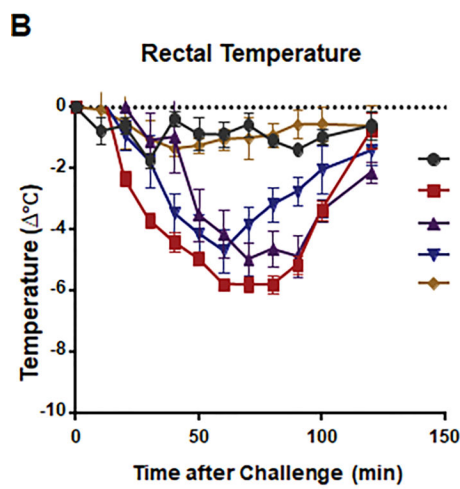 B
Rectal Temperature
0
-2
-4
-6
-8
-10
Temperature (Δ°C)
0 50 100 150
Time after Challenge (min)